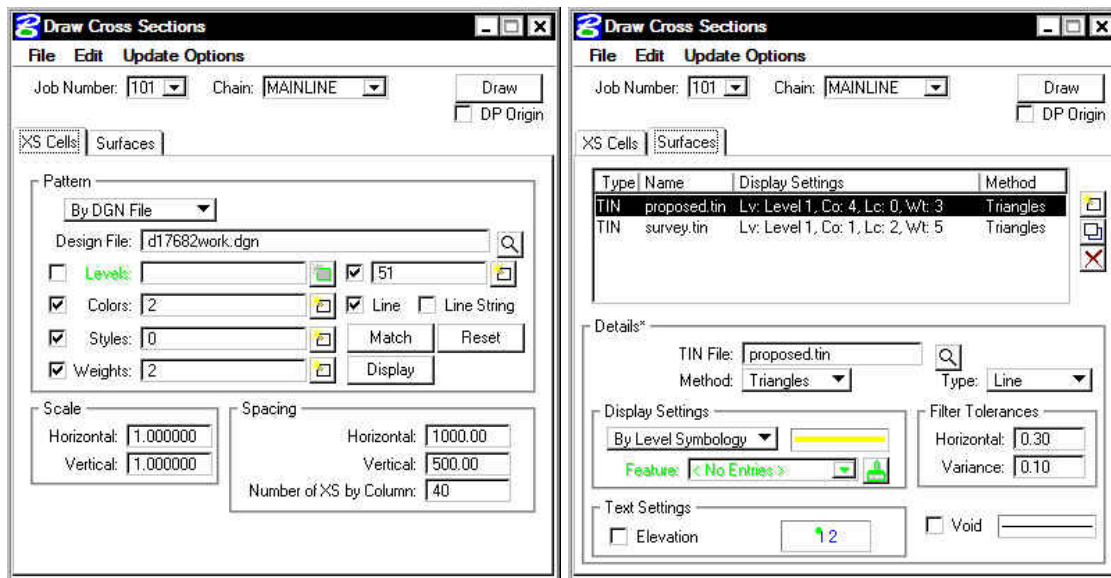 Draw Cross Sections
File Edit Update Options
Job Number: 101 Chain: MAINLINE Draw
DP Origin
XS Cells Surfaces
Pattern
By DGN File
Design File: d17682work.dgn
Levels: 51
Colors: 2 Line Line String
Styles: 0 Match Reset
Weights: 2 Display
Scale Spacing
Horizontal: 1.000000 Horizontal: 1000.00
Vertical: 1.000000 Vertical: 500.00
Number of XS by Column: 40
Draw Cross Sections
File Edit Update Options
Job Number: 101 Chain: MAINLINE Draw
DP Origin
XS Cells Surfaces
Type Name Display Settings Method
TIN proposed.tin Lv: Level 1, Co: 4, Lc: 0, Wt: 3 Triangles
TIN survey.tin Lv: Level 1, Co: 1, Lc: 2, Wt: 5 Triangles
Details*
TIN File: proposed.tin
Method: Triangles Type: Line
Display Settings Filter Tolerances
By Level Symbology Horizontal: 0.30
Feature: < No Entries > Variance: 0.10
Text Settings
Elevation 12 Void